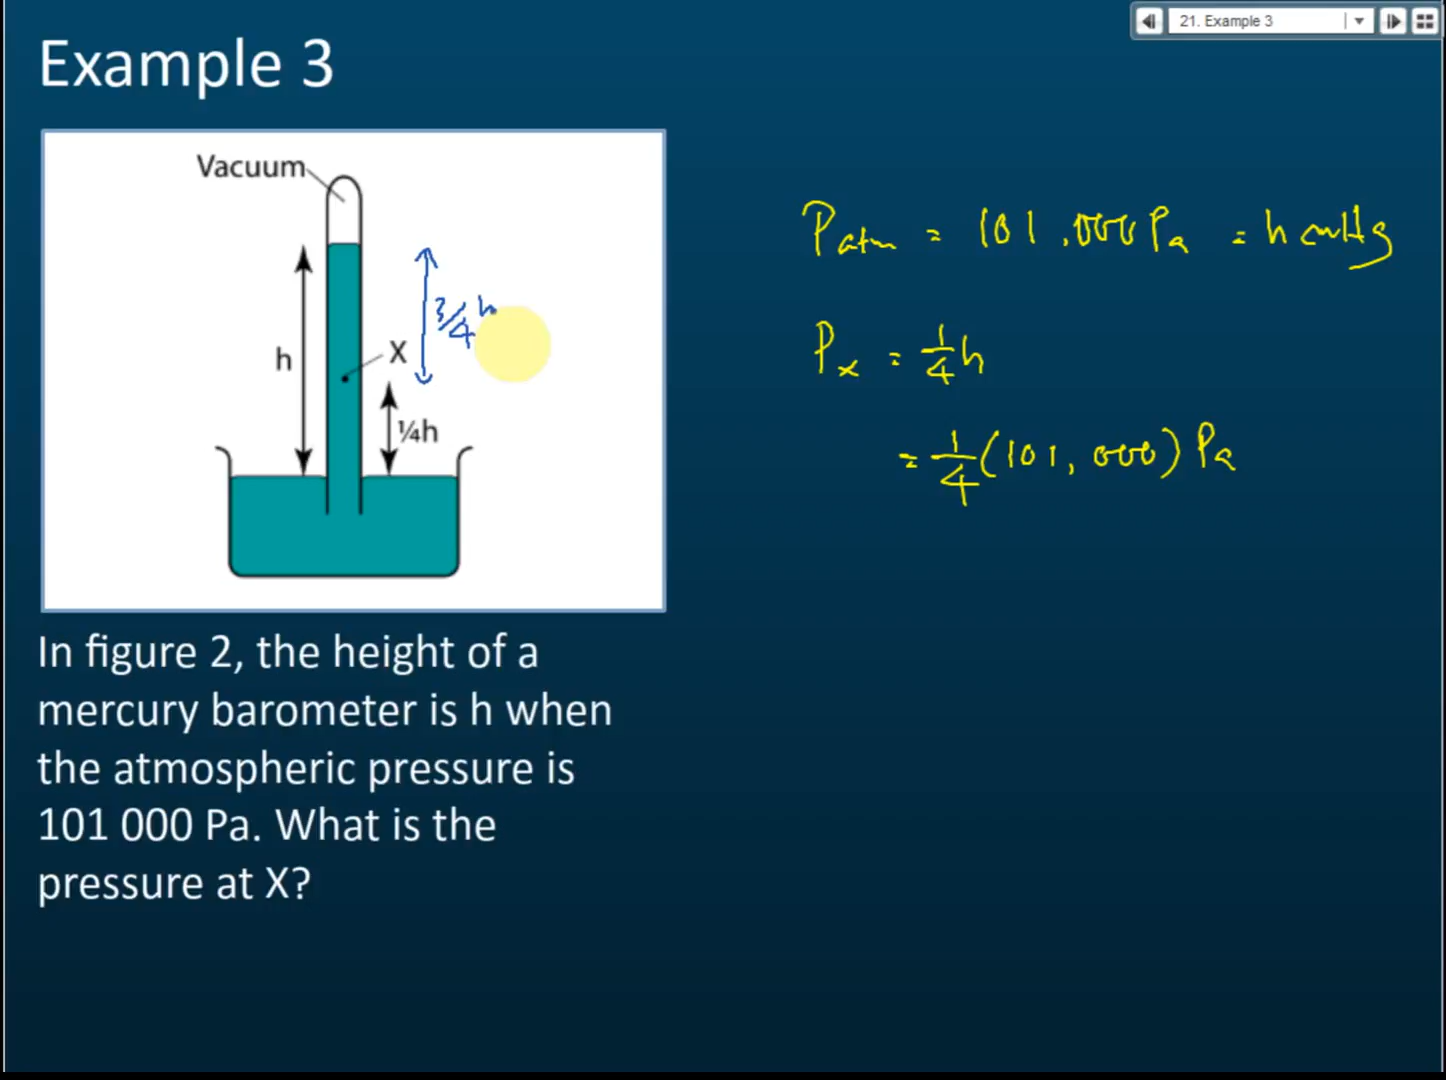 21. Example 3
Example 3
Vacuum
h
X
¼h
3/4 h
Patm = 101,000 Pa = h cmHg
Px = 1/4 h
= 1/4 (101,000) Pa
In figure 2, the height of a
mercury barometer is h when
the atmospheric pressure is
101 000 Pa. What is the
pressure at X?